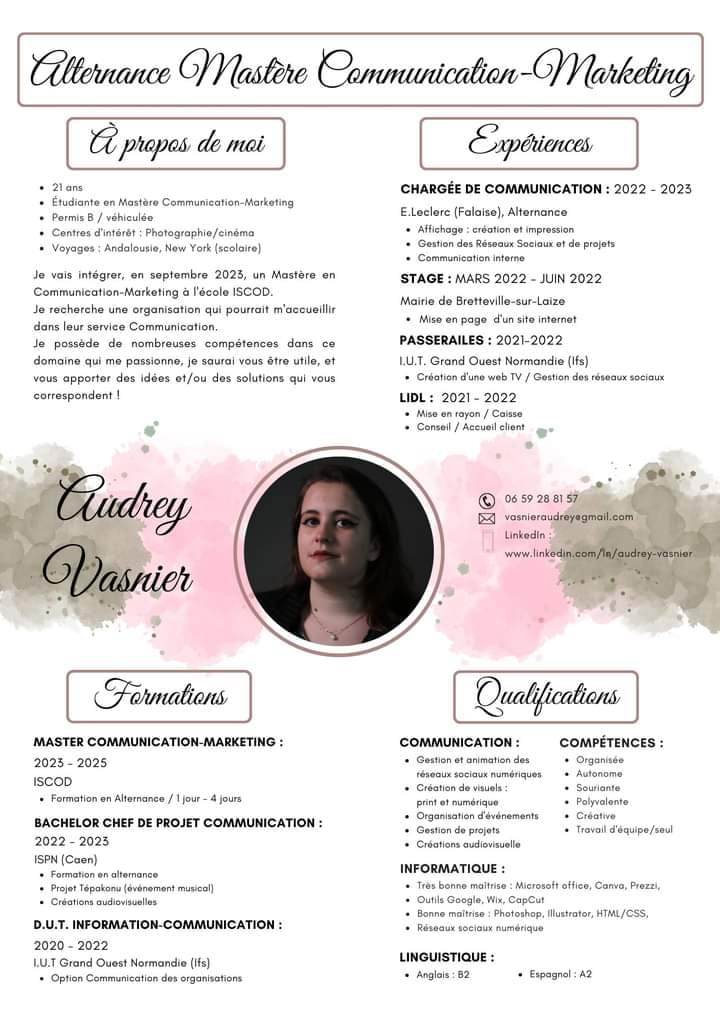 Alternance Mastère Communication-Marketing
À propos de moi
• 21 ans
• Étudiante en Mastère Communication-Marketing
• Permis B / véhiculée
• Centres d'intérêt : Photographie/cinéma
• Voyages : Andalousie, New York (scolaire)
Je vais intégrer, en septembre 2023, un Mastère en
Communication-Marketing à l'école ISCOD.
Je recherche une organisation qui pourrait m'accueillir
dans leur service Communication.
Je possède de nombreuses compétences dans ce
domaine qui me passionne, je saurai vous être utile, et
vous apporter des idées et/ou des solutions qui vous
correspondent !
Expériences
CHARGÉE DE COMMUNICATION : 2022 - 2023
E.Leclerc (Falaise), Alternance
• Affichage : création et impression
• Gestion des Réseaux Sociaux et de projets
• Communication interne
STAGE : MARS 2022 - JUIN 2022
Mairie de Bretteville-sur-Laize
• Mise en page d'un site internet
PASSERAILES : 2021-2022
I.U.T. Grand Ouest Normandie (Ifs)
• Création d'une web TV / Gestion des réseaux sociaux
LIDL : 2021 - 2022
• Mise en rayon / Caisse
• Conseil / Accueil client
Audrey
Vasnier
06 59 28 81 57
vasnieraudrey@gmail.com
LinkedIn :
www.linkedin.com/in/audrey-vasnier
Formations
MASTER COMMUNICATION-MARKETING :
2023 - 2025
ISCOD
• Formation en Alternance / 1 jour - 4 jours
BACHELOR CHEF DE PROJET COMMUNICATION :
2022 - 2023
ISPN (Caen)
• Formation en alternance
• Projet Tépakonu (événement musical)
• Créations audiovisuelles
D.U.T. INFORMATION-COMMUNICATION :
2020 - 2022
I.U.T Grand Ouest Normandie (Ifs)
• Option Communication des organisations
Qualifications
COMMUNICATION :
• Gestion et animation des
réseaux sociaux numériques
• Création de visuels :
print et numérique
• Organisation d'événements
• Gestion de projets
• Créations audiovisuelle
COMPÉTENCES :
• Organisée
• Autonome
• Souriante
• Polyvalente
• Créative
• Travail d'équipe/seul
INFORMATIQUE :
• Très bonne maîtrise : Microsoft office, Canva, Prezzi,
• Outils Google, Wix, CapCut
• Bonne maîtrise : Photoshop, Illustrator, HTML/CSS,
• Réseaux sociaux numérique
LINGUISTIQUE :
• Anglais : B2
• Espagnol : A2